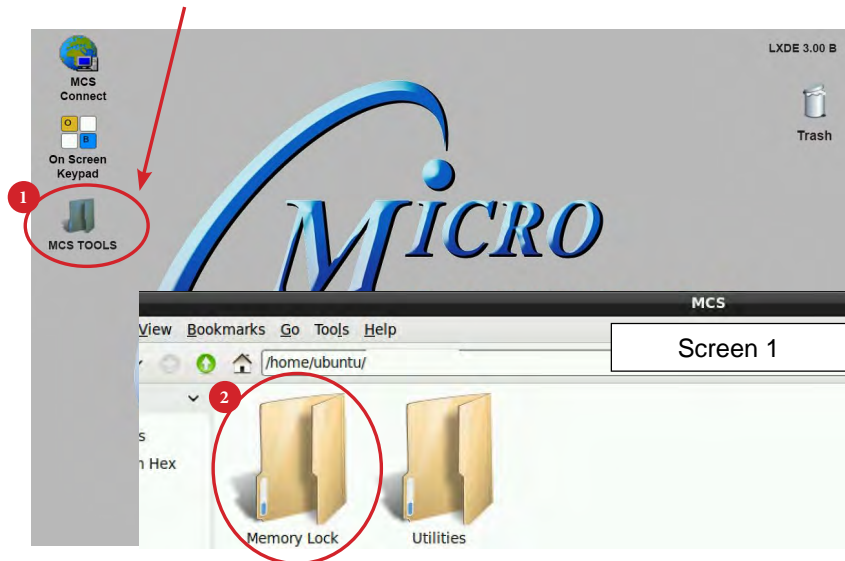 LXDE 3.00 B
MCS
Connect
Trash
O
B
On Screen
Keypad
1
MCS TOOLS
MICRO
MCS
View Bookmarks Go Tools Help
Screen 1
/home/ubuntu/
2
s
Hex
Memory Lock
Utilities